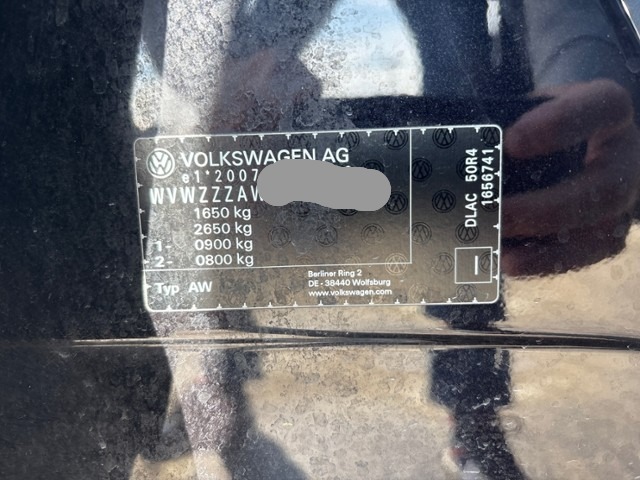 VOLKSWAGEN AG
e1*2007
WVWZZZAW
1650 kg
2650 kg
1- 0900 kg
2- 0800 kg
Typ AW
Berliner Ring 2
DE - 38440 Wolfsburg
www.volkswagen.com
DLAC 50R4
1656741
I